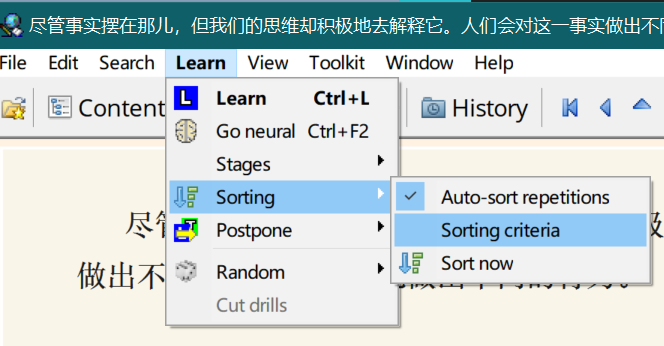 尽管事实摆在那儿，但我们的思维却积极地去解释它。人们会对这一事实做出不
File Edit Search Learn View Toolkit Window Help
Content
History
Learn Ctrl+L
Go neural Ctrl+F2
Stages
Sorting
Auto-sort repetitions
Postpone
Sorting criteria
Sort now
Random
Cut drills
尽
做出不